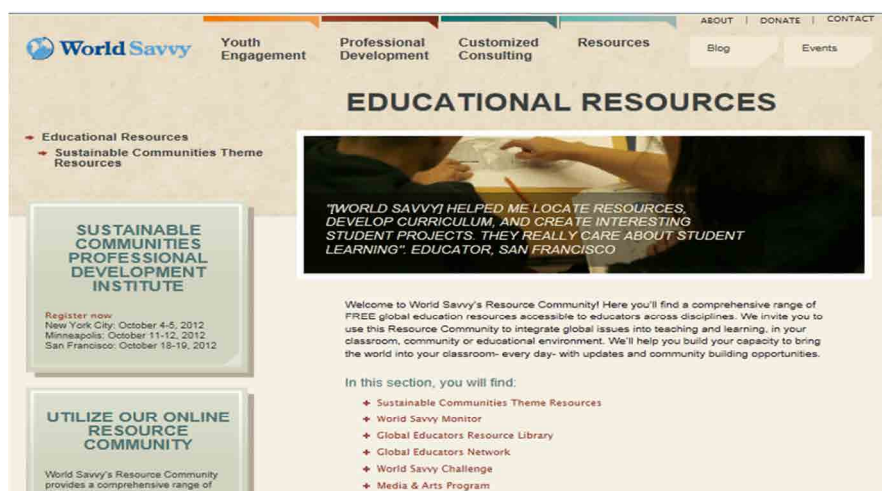 ABOUT | DONATE | CONTACT
World Savvy
Youth
Engagement
Professional
Development
Customized
Consulting
Resources
Blog
Events
EDUCATIONAL RESOURCES
Educational Resources
Sustainable Communities Theme
Resources
"[WORLD SAVVY] HELPED ME LOCATE RESOURCES,
DEVELOP CURRICULUM, AND CREATE INTERESTING
STUDENT PROJECTS. THEY REALLY CARE ABOUT STUDENT
LEARNING". EDUCATOR, SAN FRANCISCO
SUSTAINABLE
COMMUNITIES
PROFESSIONAL
DEVELOPMENT
INSTITUTE
Register now
New York City: October 4-5, 2012
Minneapolis: October 11-12, 2012
San Francisco: October 18-19, 2012
Welcome to World Savvy's Resource Community! Here you'll find a comprehensive range of
FREE global education resources accessible to educators across disciplines. We invite you to
use this Resource Community to integrate global issues into teaching and learning, in your
classroom, community or educational environment. We'll help you build your capacity to bring
the world into your classroom- every day- with updates and community building opportunities.
In this section, you will find:
+ Sustainable Communities Theme Resources
+ World Savvy Monitor
+ Global Educators Resource Library
+ Global Educators Network
+ World Savvy Challenge
+ Media & Arts Program
UTILIZE OUR ONLINE
RESOURCE
COMMUNITY
World Savvy's Resource Community
provides a comprehensive range of